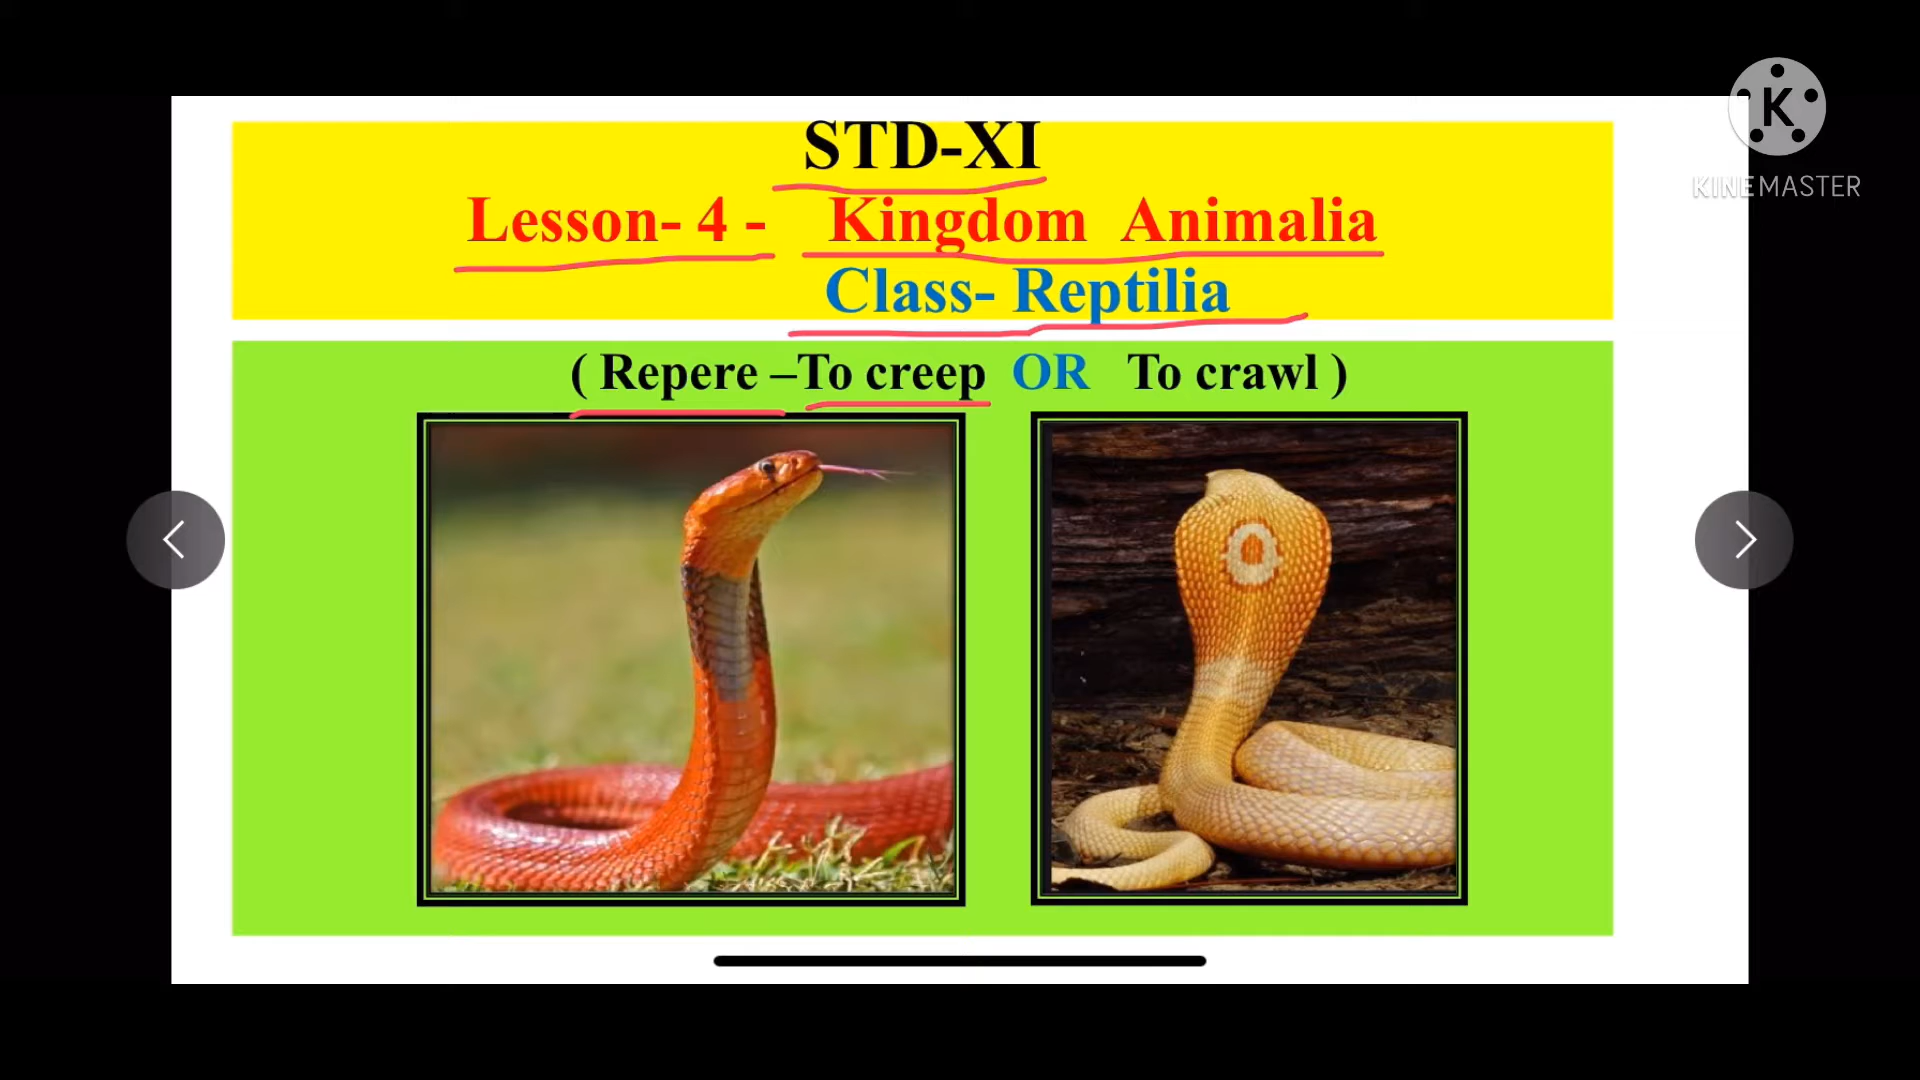 STD-XI
Lesson- 4 - Kingdom Animalia
Class- Reptilia
( Repere –To creep OR To crawl )
K
KINEMASTER